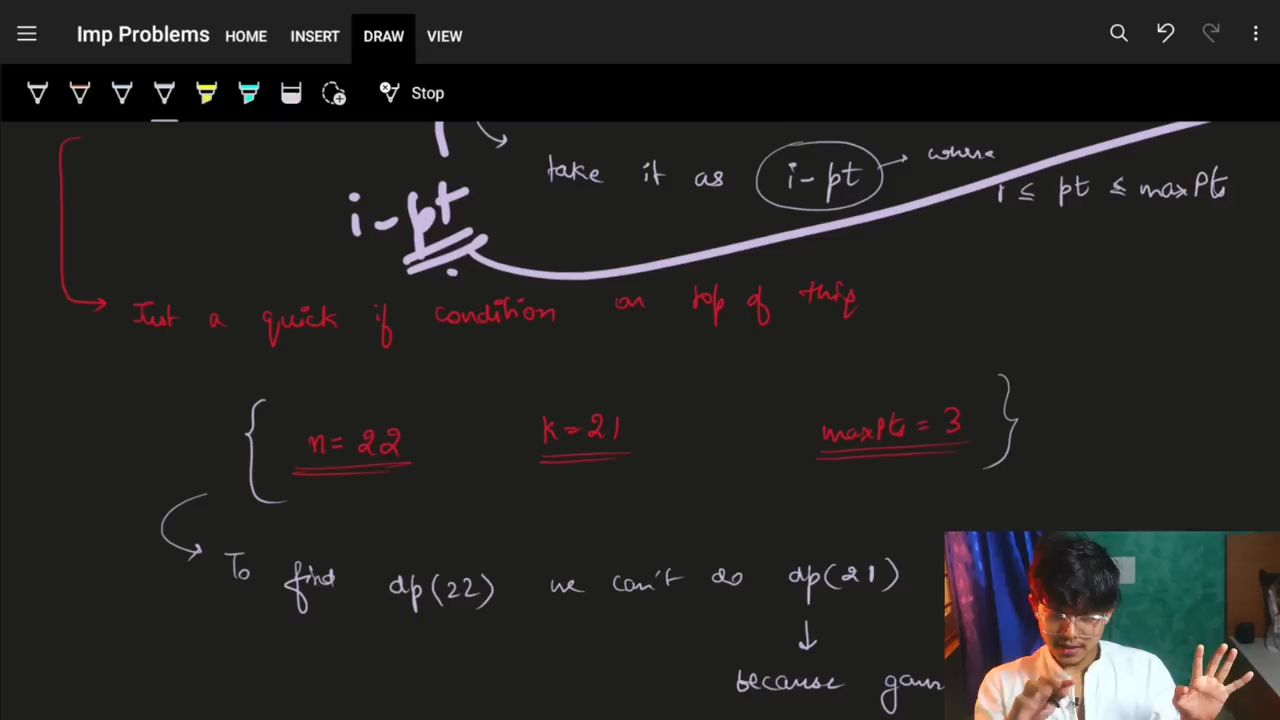 Imp Problems HOME INSERT DRAW VIEW
Stop
take it as i-pt where
1 ≤ pt ≤ maxPts
i-pt
Just a quick if condition on top of this
n = 22 k = 21 maxPts = 3
To find dp(22) we can't do dp(21)
because gam